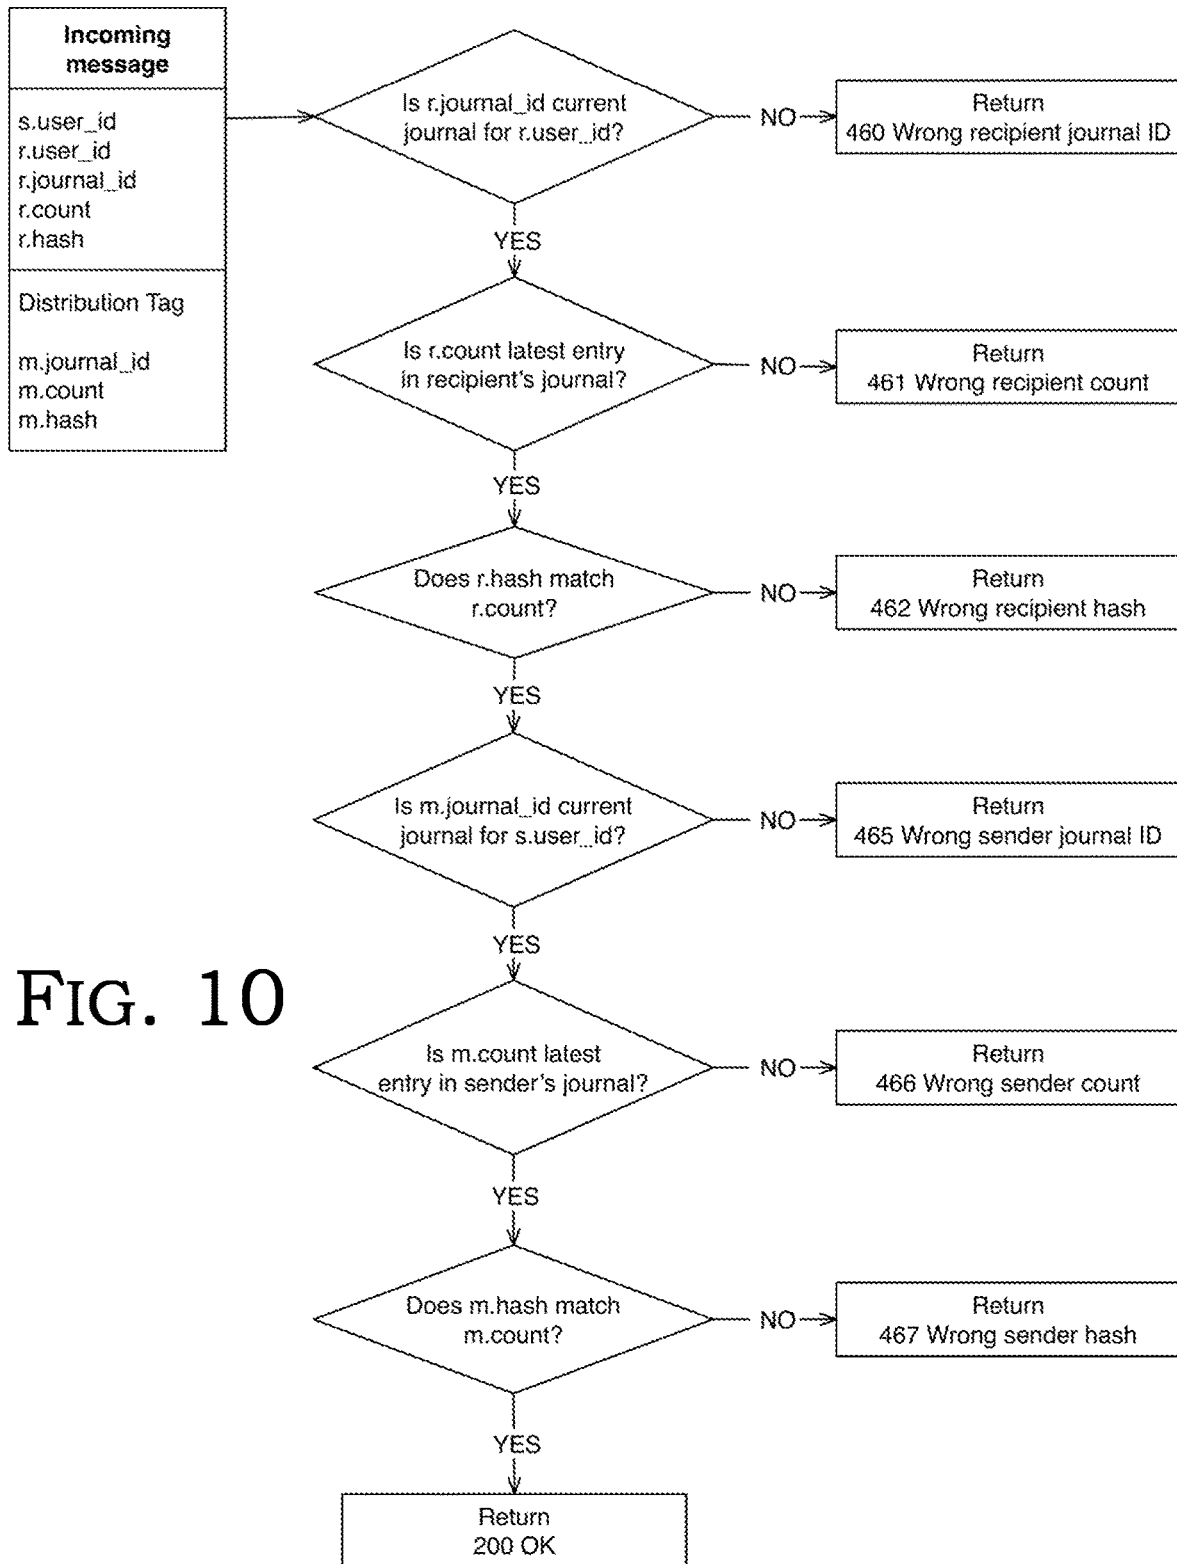 Incoming
message
s.user_id
r.user_id
r.journal_id
r.count
r.hash
Distribution Tag
m.journal_id
m.count
m.hash
Is r.journal_id current
journal for r.user_id?
NO
Return
460 Wrong recipient journal ID
YES
Is r.count latest entry
in recipient's journal?
NO
Return
461 Wrong recipient count
YES
Does r.hash match
r.count?
NO
Return
462 Wrong recipient hash
YES
Is m.journal_id current
journal for s.user_id?
NO
Return
465 Wrong sender journal ID
YES
FIG. 10
Is m.count latest
entry in sender's journal?
NO
Return
466 Wrong sender count
YES
Does m.hash match
m.count?
NO
Return
467 Wrong sender hash
YES
Return
200 OK